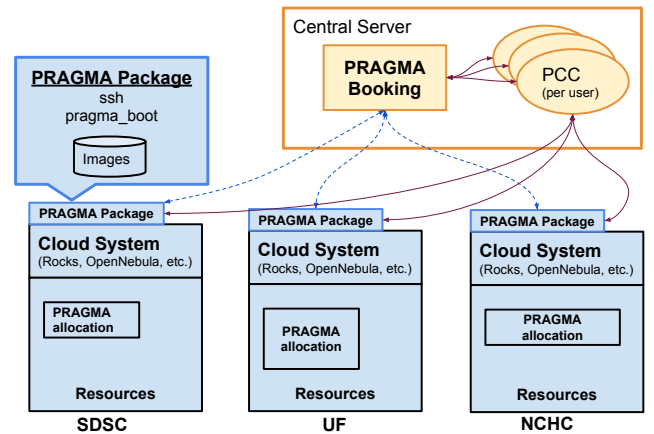 Central Server
PRAGMA
Booking
PCC
(per user)
PRAGMA Package
ssh
pragma_boot
Images
PRAGMA Package
Cloud System
(Rocks, OpenNebula, etc.)
PRAGMA
allocation
Resources
SDSC
PRAGMA Package
Cloud System
(Rocks, OpenNebula, etc.)
PRAGMA
allocation
Resources
UF
PRAGMA Package
Cloud System
(Rocks, OpenNebula, etc.)
PRAGMA
allocation
Resources
NCHC